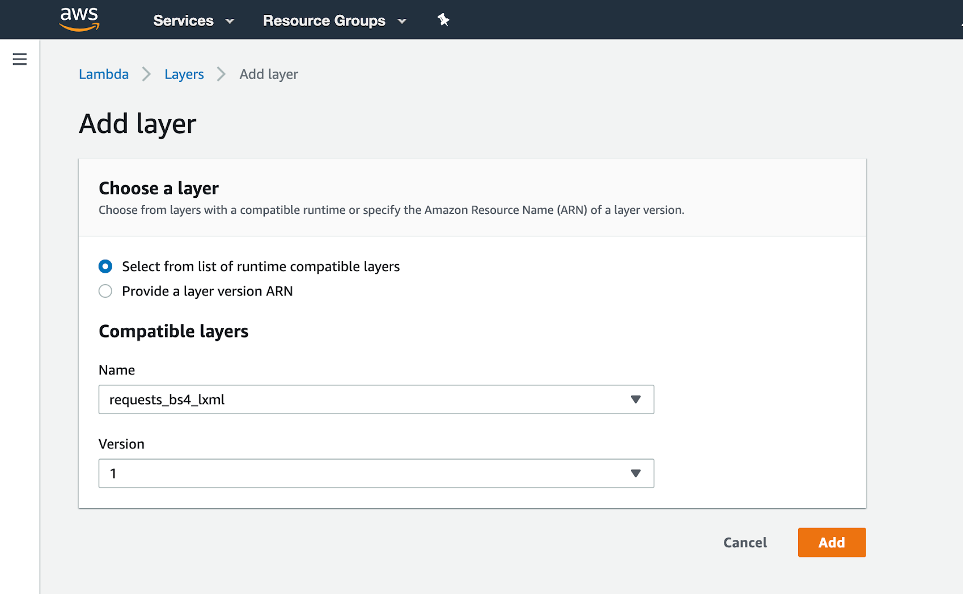 aws
Services
Resource Groups
Lambda
Layers
Add layer
Add layer
Choose a layer
Choose from layers with a compatible runtime or specify the Amazon Resource Name (ARN) of a layer version.
Select from list of runtime compatible layers
Provide a layer version ARN
Compatible layers
Name
requests_bs4_lxml
Version
1
Cancel
Add